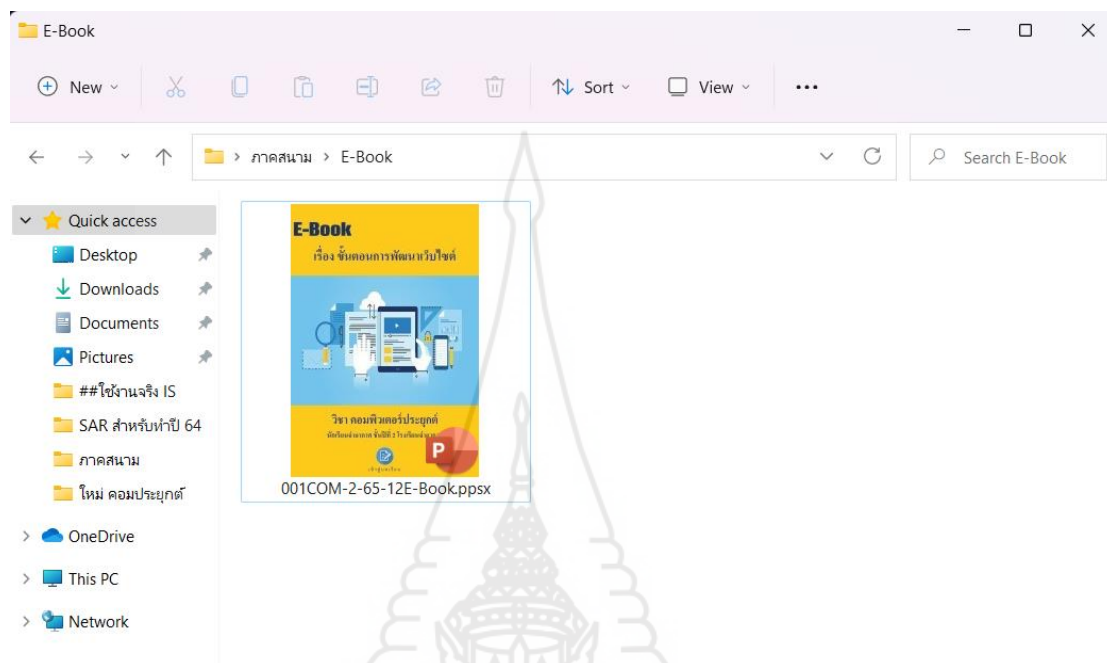 E-Book
New
Sort
View
ภาคสนาม
E-Book
Search E-Book
Quick access
Desktop
Downloads
Documents
Pictures
##ใช้งานจริง IS
SAR สำหรับทำปี 64
ภาคสนาม
ใหม่ คอมประยุกต์
OneDrive
This PC
Network
E-Book
เรื่อง ขั้นตอนการพัฒนาเว็บไซต์
วิชา คอมพิวเตอร์ประยุกต์
P
001COM-2-65-12E-Book.ppsx